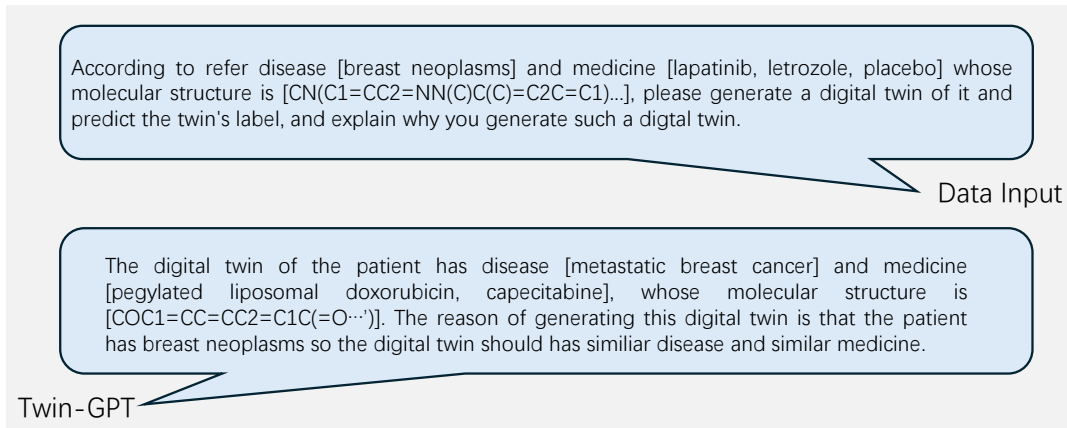 According to refer disease [breast neoplasms] and medicine [lapatinib, letrozole, placebo] whose
molecular structure is [CN(C1=CC2=NN(C)C(C)=C2C=C1)...], please generate a digital twin of it and
predict the twin's label, and explain why you generate such a digtal twin.
Data Input
The digital twin of the patient has disease [metastatic breast cancer] and medicine
[pegylated liposomal doxorubicin, capecitabine], whose molecular structure is
[COC1=CC=CC2=C1C(=O···')]. The reason of generating this digital twin is that the patient
has breast neoplasms so the digital twin should has similiar disease and similar medicine.
Twin-GPT